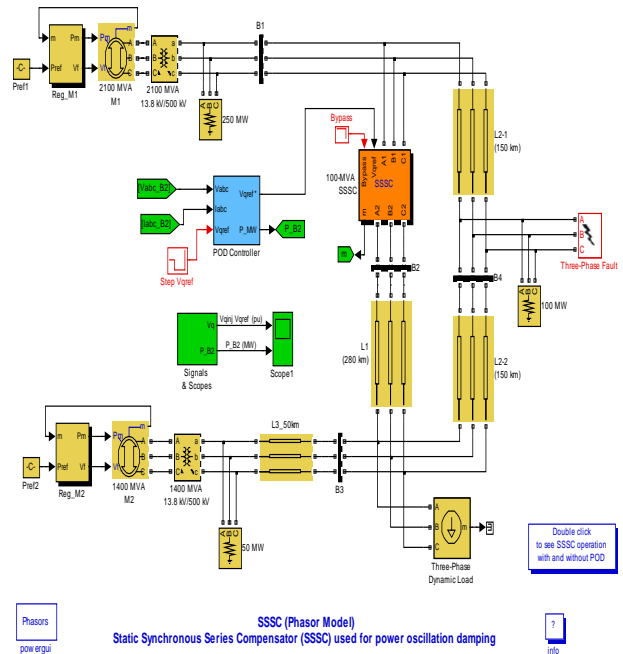 B1
m
Pm
Pref
Vf
Pm
m
Vf
A
B
C
A
B
C
a
b
c
-C-
Pref1
Reg_M1
2100 MVA
M1
2100 MVA
13.8 kV/500 kV
A B C
250 MW
Bypass
L2-1
(150 km)
100-MVA
SSSC
Bypass
Vqref
A1
B1
C1
SSSC
m
A2
B2
C2
[Vabc_B2]
[Iabc_B2]
Vabc
Iabc
Vqref
Vqref*
P_MW
P_B2
POD Controller
Step Vqref
m
B2
A
B
C
Three-Phase Fault
B4
A B C
100 MW
Vq
P_B2
Vqinj Vqref (pu)
P_B2 (MW)
Signals
& Scopes
Scope1
L1
(280 km)
L2-2
(150 km)
m
Pm
Pref
Vf
Pm
m
Vf
A
B
C
A
B
C
a
b
c
L3_50km
-C-
Pref2
Reg_M2
1400 MVA
M2
1400 MVA
13.8 kV/500 kV
B3
A B C
50 MW
A
B
C
m
Three-Phase
Dynamic Load
Double click
to see SSSC operation
with and without POD
Phasors
powergui
SSSC (Phasor Model)
Static Synchronous Series Compensator (SSSC) used for power oscillation damping
?
info